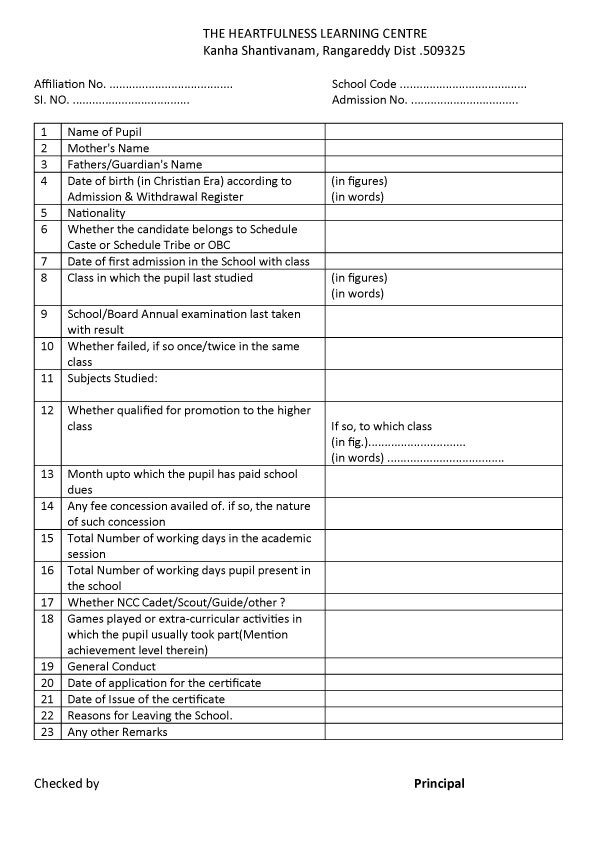 THE HEARTFULNESS LEARNING CENTRE
Kanha Shantivanam, Rangareddy Dist .509325
Affiliation No. ...................................... School Code .......................................
SI. NO. .................................... Admission No. .................................
1 Name of Pupil
2 Mother's Name
3 Fathers/Guardian's Name
4 Date of birth (in Christian Era) according to (in figures)
Admission & Withdrawal Register (in words)
5 Nationality
6 Whether the candidate belongs to Schedule
Caste or Schedule Tribe or OBC
7 Date of first admission in the School with class
8 Class in which the pupil last studied (in figures)
(in words)
9 School/Board Annual examination last taken
with result
10 Whether failed, if so once/twice in the same
class
11 Subjects Studied:
12 Whether qualified for promotion to the higher
class If so, to which class
(in fig.)..............................
(in words) ....................................
13 Month upto which the pupil has paid school
dues
14 Any fee concession availed of. if so, the nature
of such concession
15 Total Number of working days in the academic
session
16 Total Number of working days pupil present in
the school
17 Whether NCC Cadet/Scout/Guide/other ?
18 Games played or extra-curricular activities in
which the pupil usually took part(Mention
achievement level therein)
19 General Conduct
20 Date of application for the certificate
21 Date of Issue of the certificate
22 Reasons for Leaving the School.
23 Any other Remarks
Checked by Principal